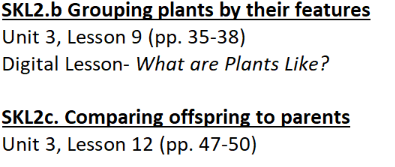 SKL2.b Grouping plants by their features
Unit 3, Lesson 9 (pp. 35-38)
Digital Lesson- What are Plants Like?
SKL2c. Comparing offspring to parents
Unit 3, Lesson 12 (pp. 47-50)